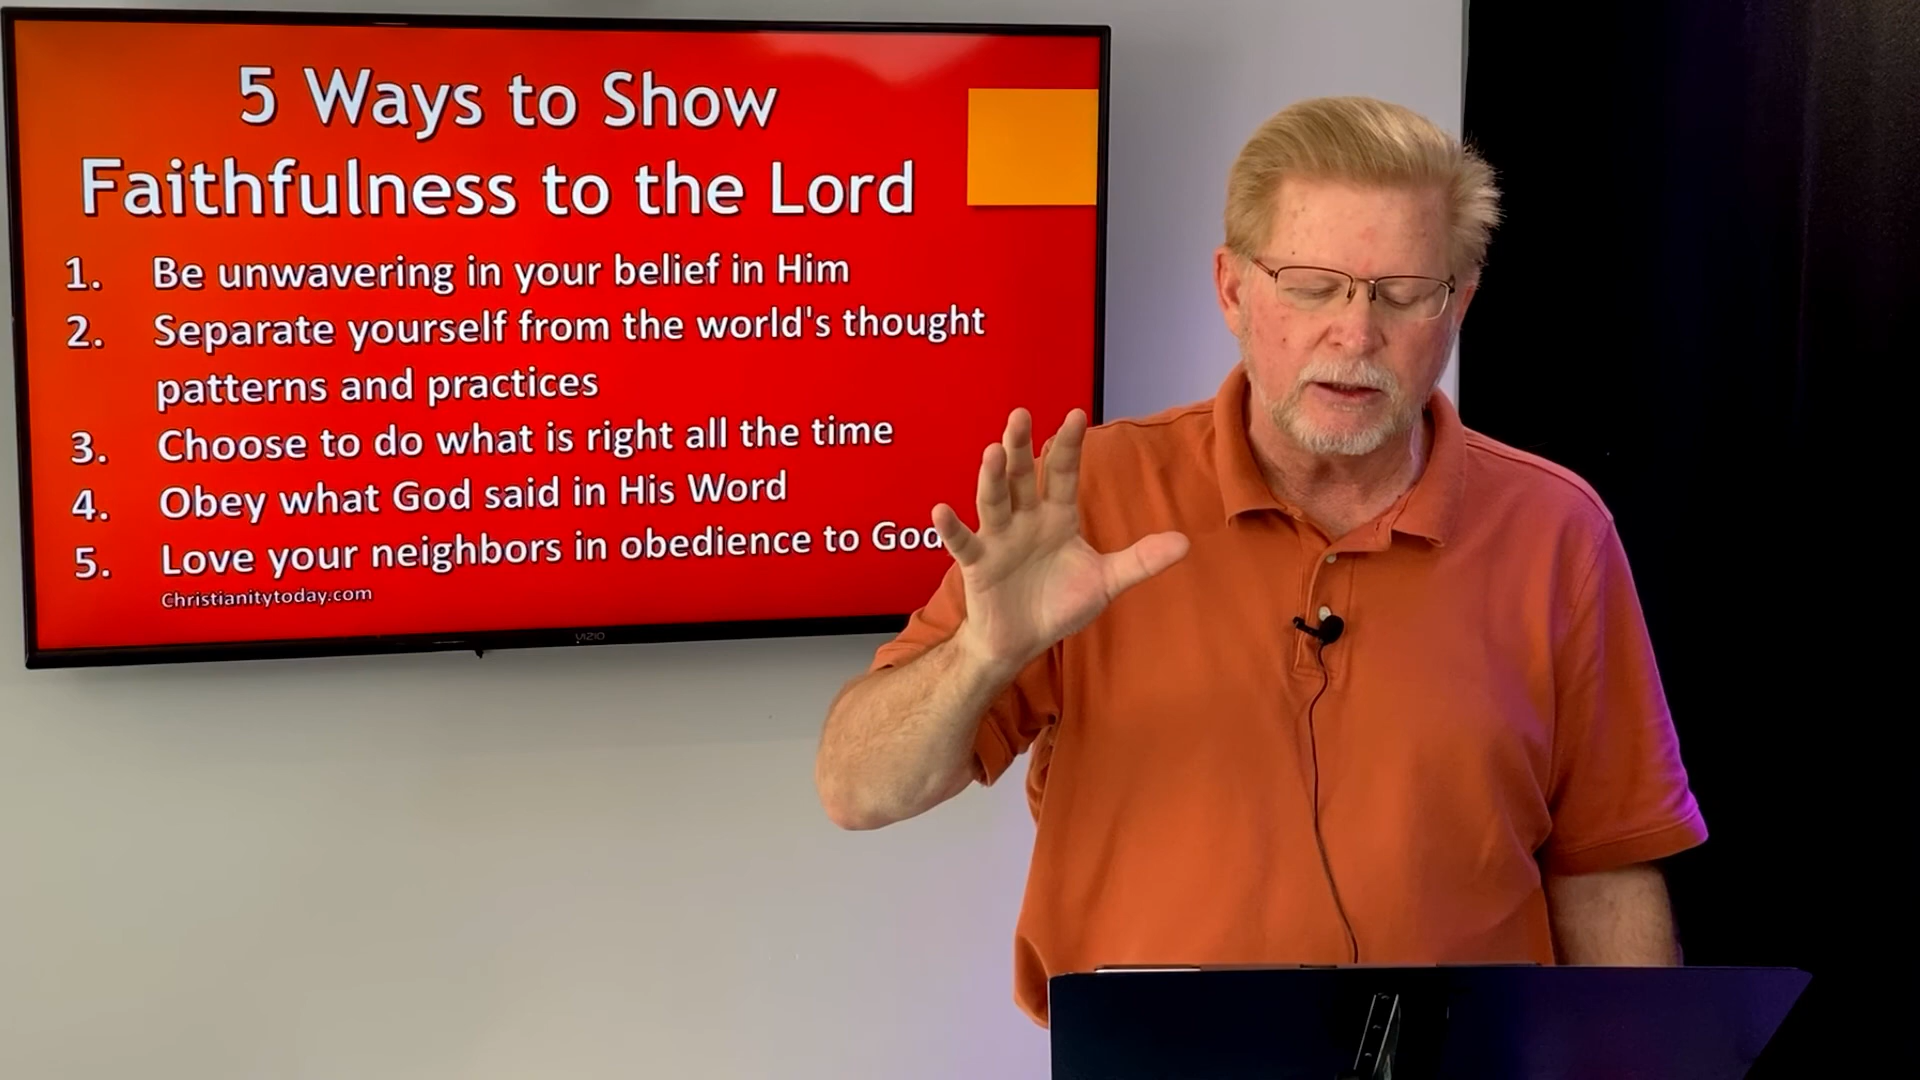 5 Ways to Show
Faithfulness to the Lord
1. Be unwavering in your belief in Him
2. Separate yourself from the world's thought
patterns and practices
3. Choose to do what is right all the time
4. Obey what God said in His Word
5. Love your neighbors in obedience to God
Christianitytoday.com
VIZIO